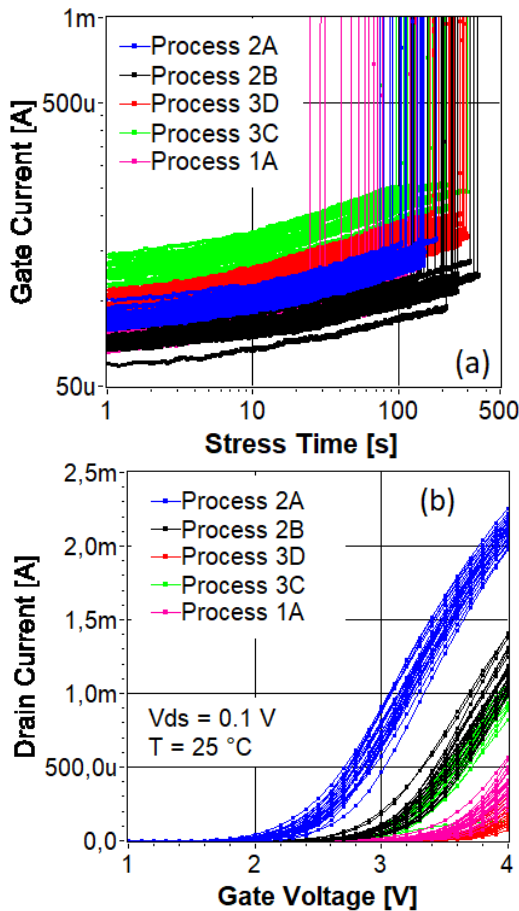 1m
Process 2A
Process 2B
500u
Process 3D
Process 3C
Process 1A
Gate Current [A]
(a)
50u
1 10 100 500
Stress Time [s]
2,5m
Process 2A
(b)
Process 2B
2,0m
Process 3D
Process 3C
Process 1A
1,5m
Drain Current [A]
1,0m
Vds = 0.1 V
T = 25 °C
500,0u
0,0
1 2 3 4
Gate Voltage [V]